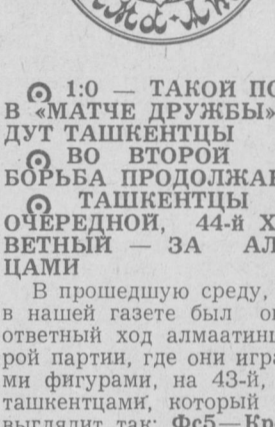 1:0 — ТАКОЙ ПО
В «МАТЧЕ ДРУЖБЫ»
ДУТ ТАШКЕНТЦЫ
ВО ВТОРОЙ
БОРЬБА ПРОДОЛЖАЕ
ТАШКЕНТЦЫ
ОЧЕРЕДНОЙ, 44-й Х
ВЕТНЫЙ — ЗА АЛ
ЦАМИ
В прошедшую среду,
в нашей газете был оп
ответный ход алмаатинц
рой партии, где они игра
ми фигурами, на 43-й,
ташкентцами, который
выглядит так: Фс5—Кр